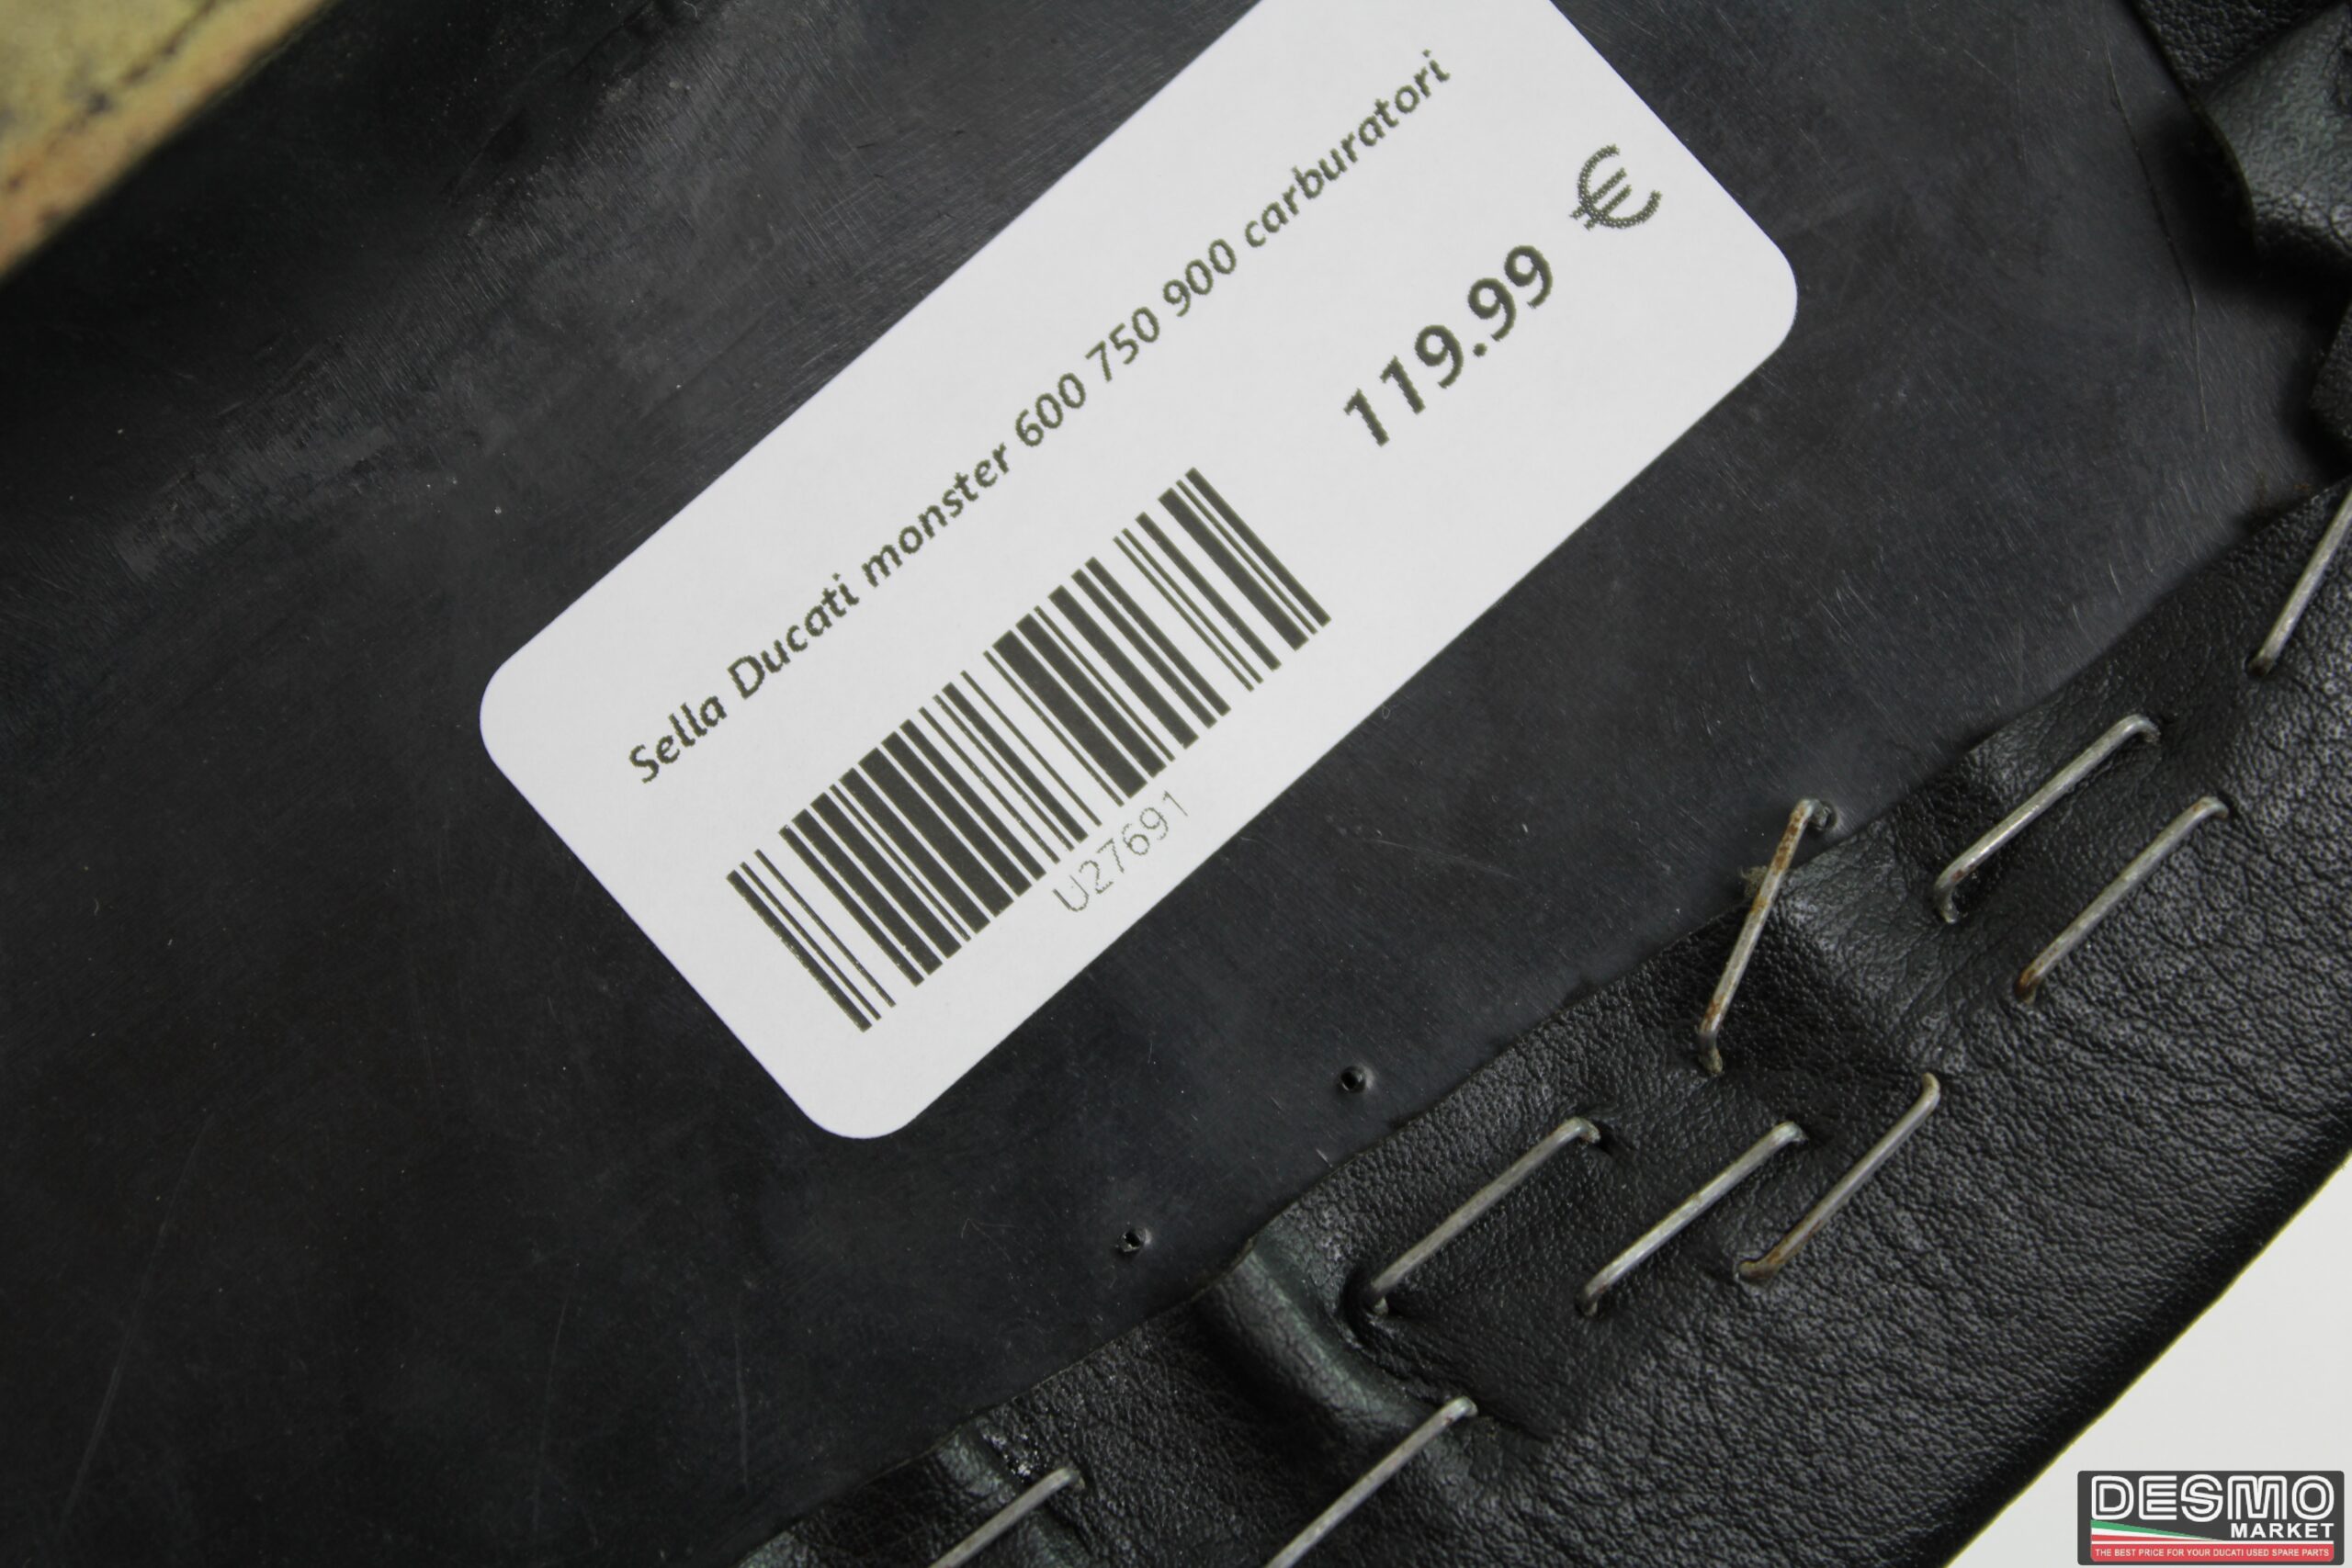 Sella Ducati monster 600 750 900 carburatori
119.99 €
U27691
DESMO
MARKET
THE BEST PRICE FOR YOUR DUCATI USED SPARE PARTS